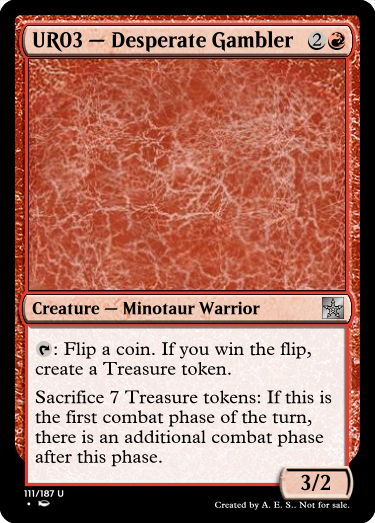 UR03 — Desperate Gambler 2
Creature — Minotaur Warrior
: Flip a coin. If you win the flip,
create a Treasure token.
Sacrifice 7 Treasure tokens: If this is
the first combat phase of the turn,
there is an additional combat phase
after this phase.
3/2
111/187 U
Created by A. E. S.. Not for sale.